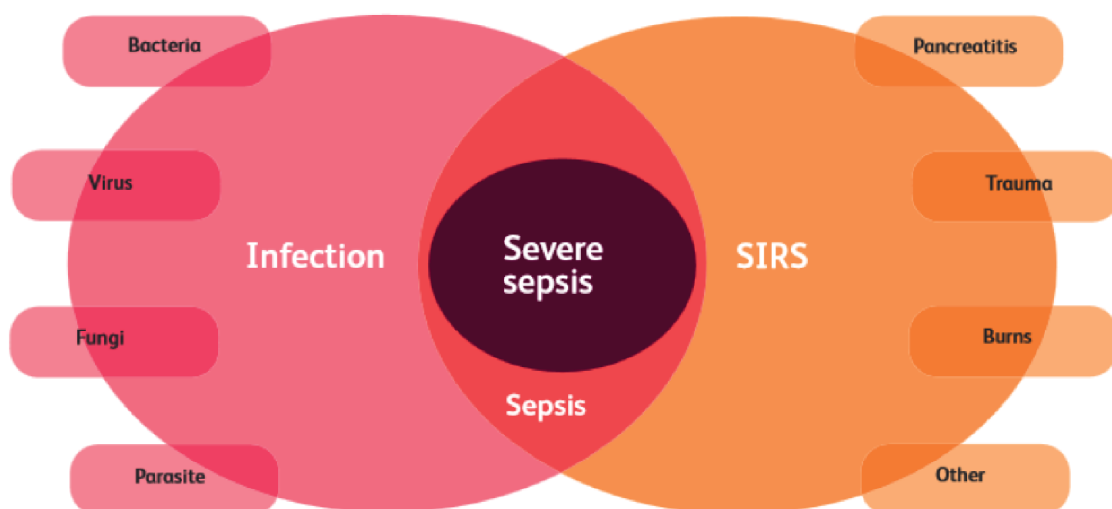 Bacteria
Pancreatitis
Virus
Trauma
Infection
Severe
sepsis
SIRS
Fungi
Burns
Sepsis
Parasite
Other